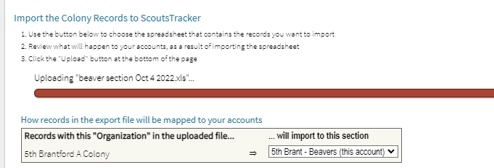 Import the Colony Records to ScoutsTracker
1. Use the button below to choose the spreadsheet that contains the records you want to import
2. Review what will happen to your accounts, as a result of importing the spreadsheet
3. Click the "Upload" button at the bottom of the page
Uploading "beaver section Oct 4 2022.xls"...
How records in the export file will be mapped to your accounts
Records with this "Organization" in the uploaded file... ... will import to this section
5th Brantford A Colony ⇒ 5th Brant - Beavers (this account)